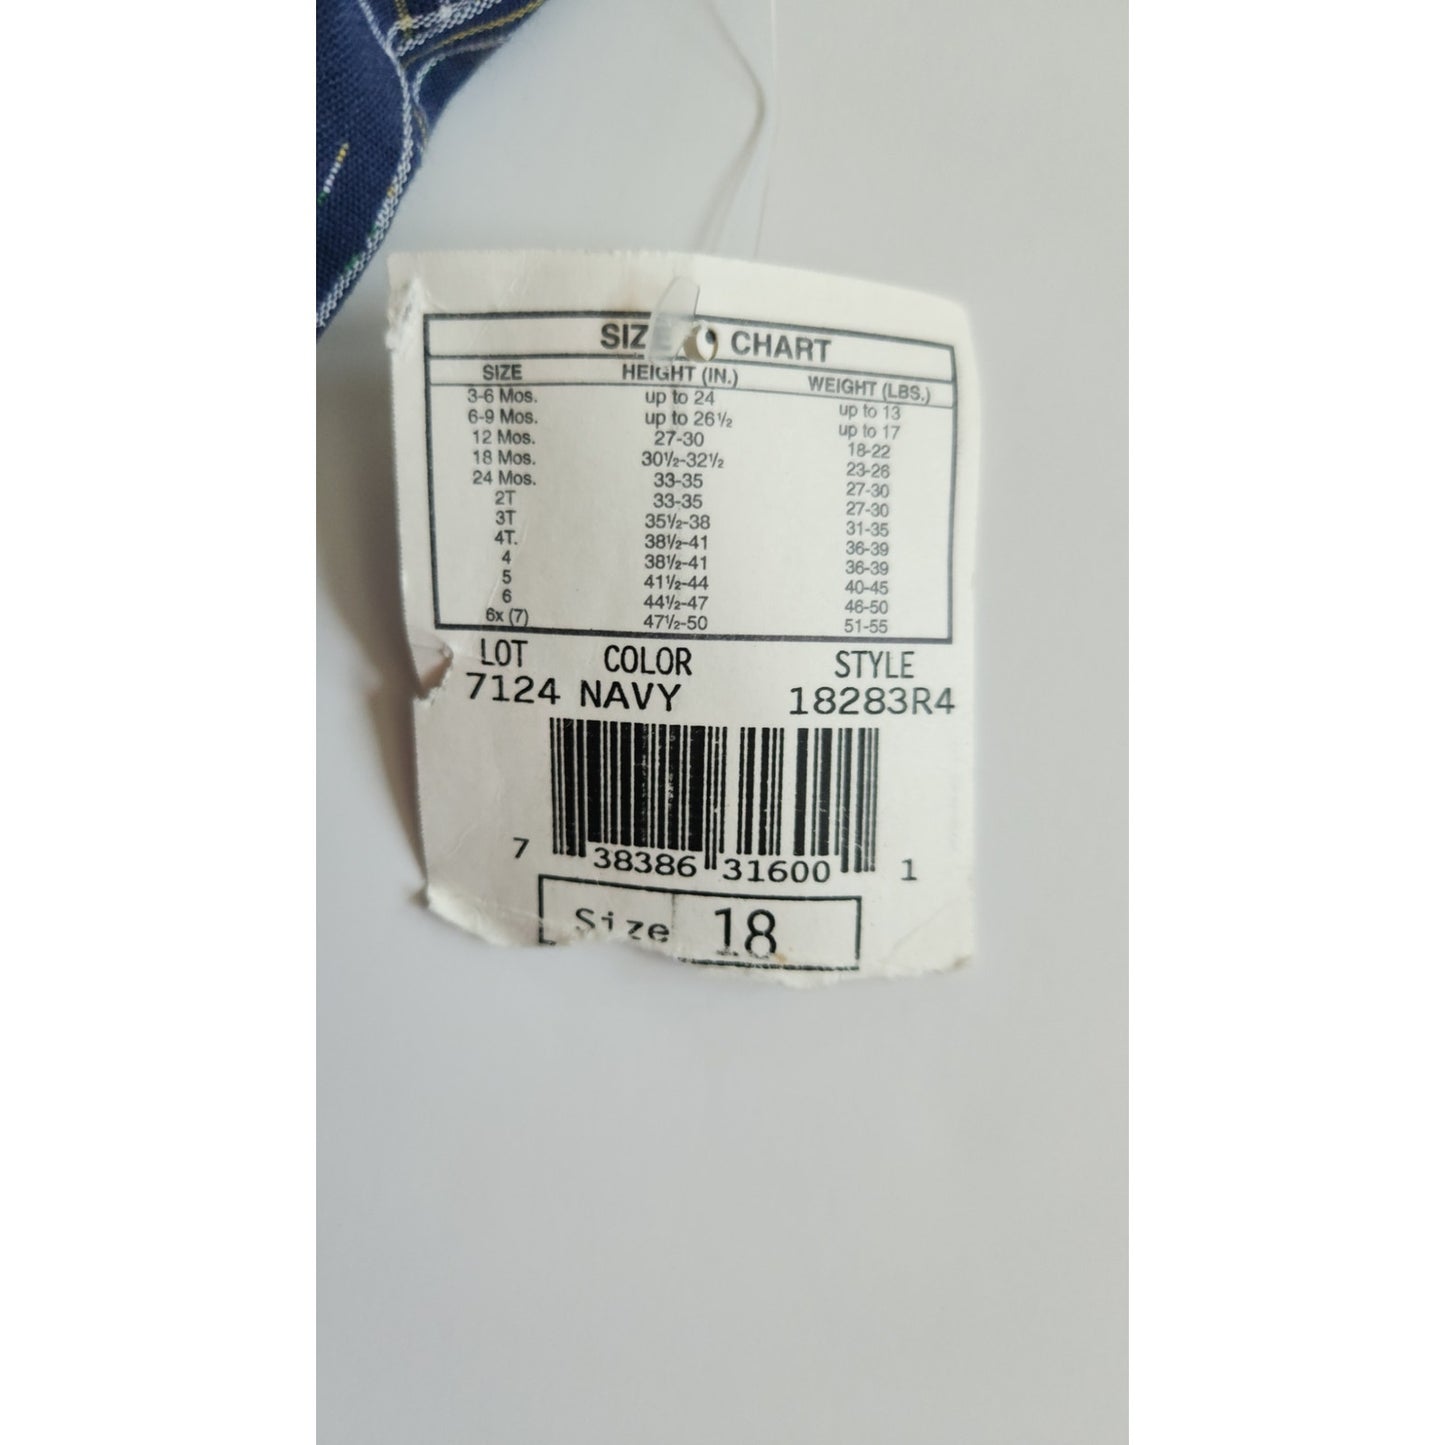 SIZE CHART
SIZE HEIGHT (IN.) WEIGHT (LBS.)
3-6 Mos. up to 24 up to 13
6-9 Mos. up to 26½ up to 17
12 Mos. 27-30 18-22
18 Mos. 30½-32½ 23-26
24 Mos. 33-35 27-30
2T 33-35 27-30
3T 35½-38 31-35
4T. 38½-41 36-39
4 38½-41 36-39
5 41½-44 40-45
6 44½-47 46-50
6x (7) 47½-50 51-55
LOT COLOR STYLE
7124 NAVY 18283R4
7 38386 31600 1
Size 18